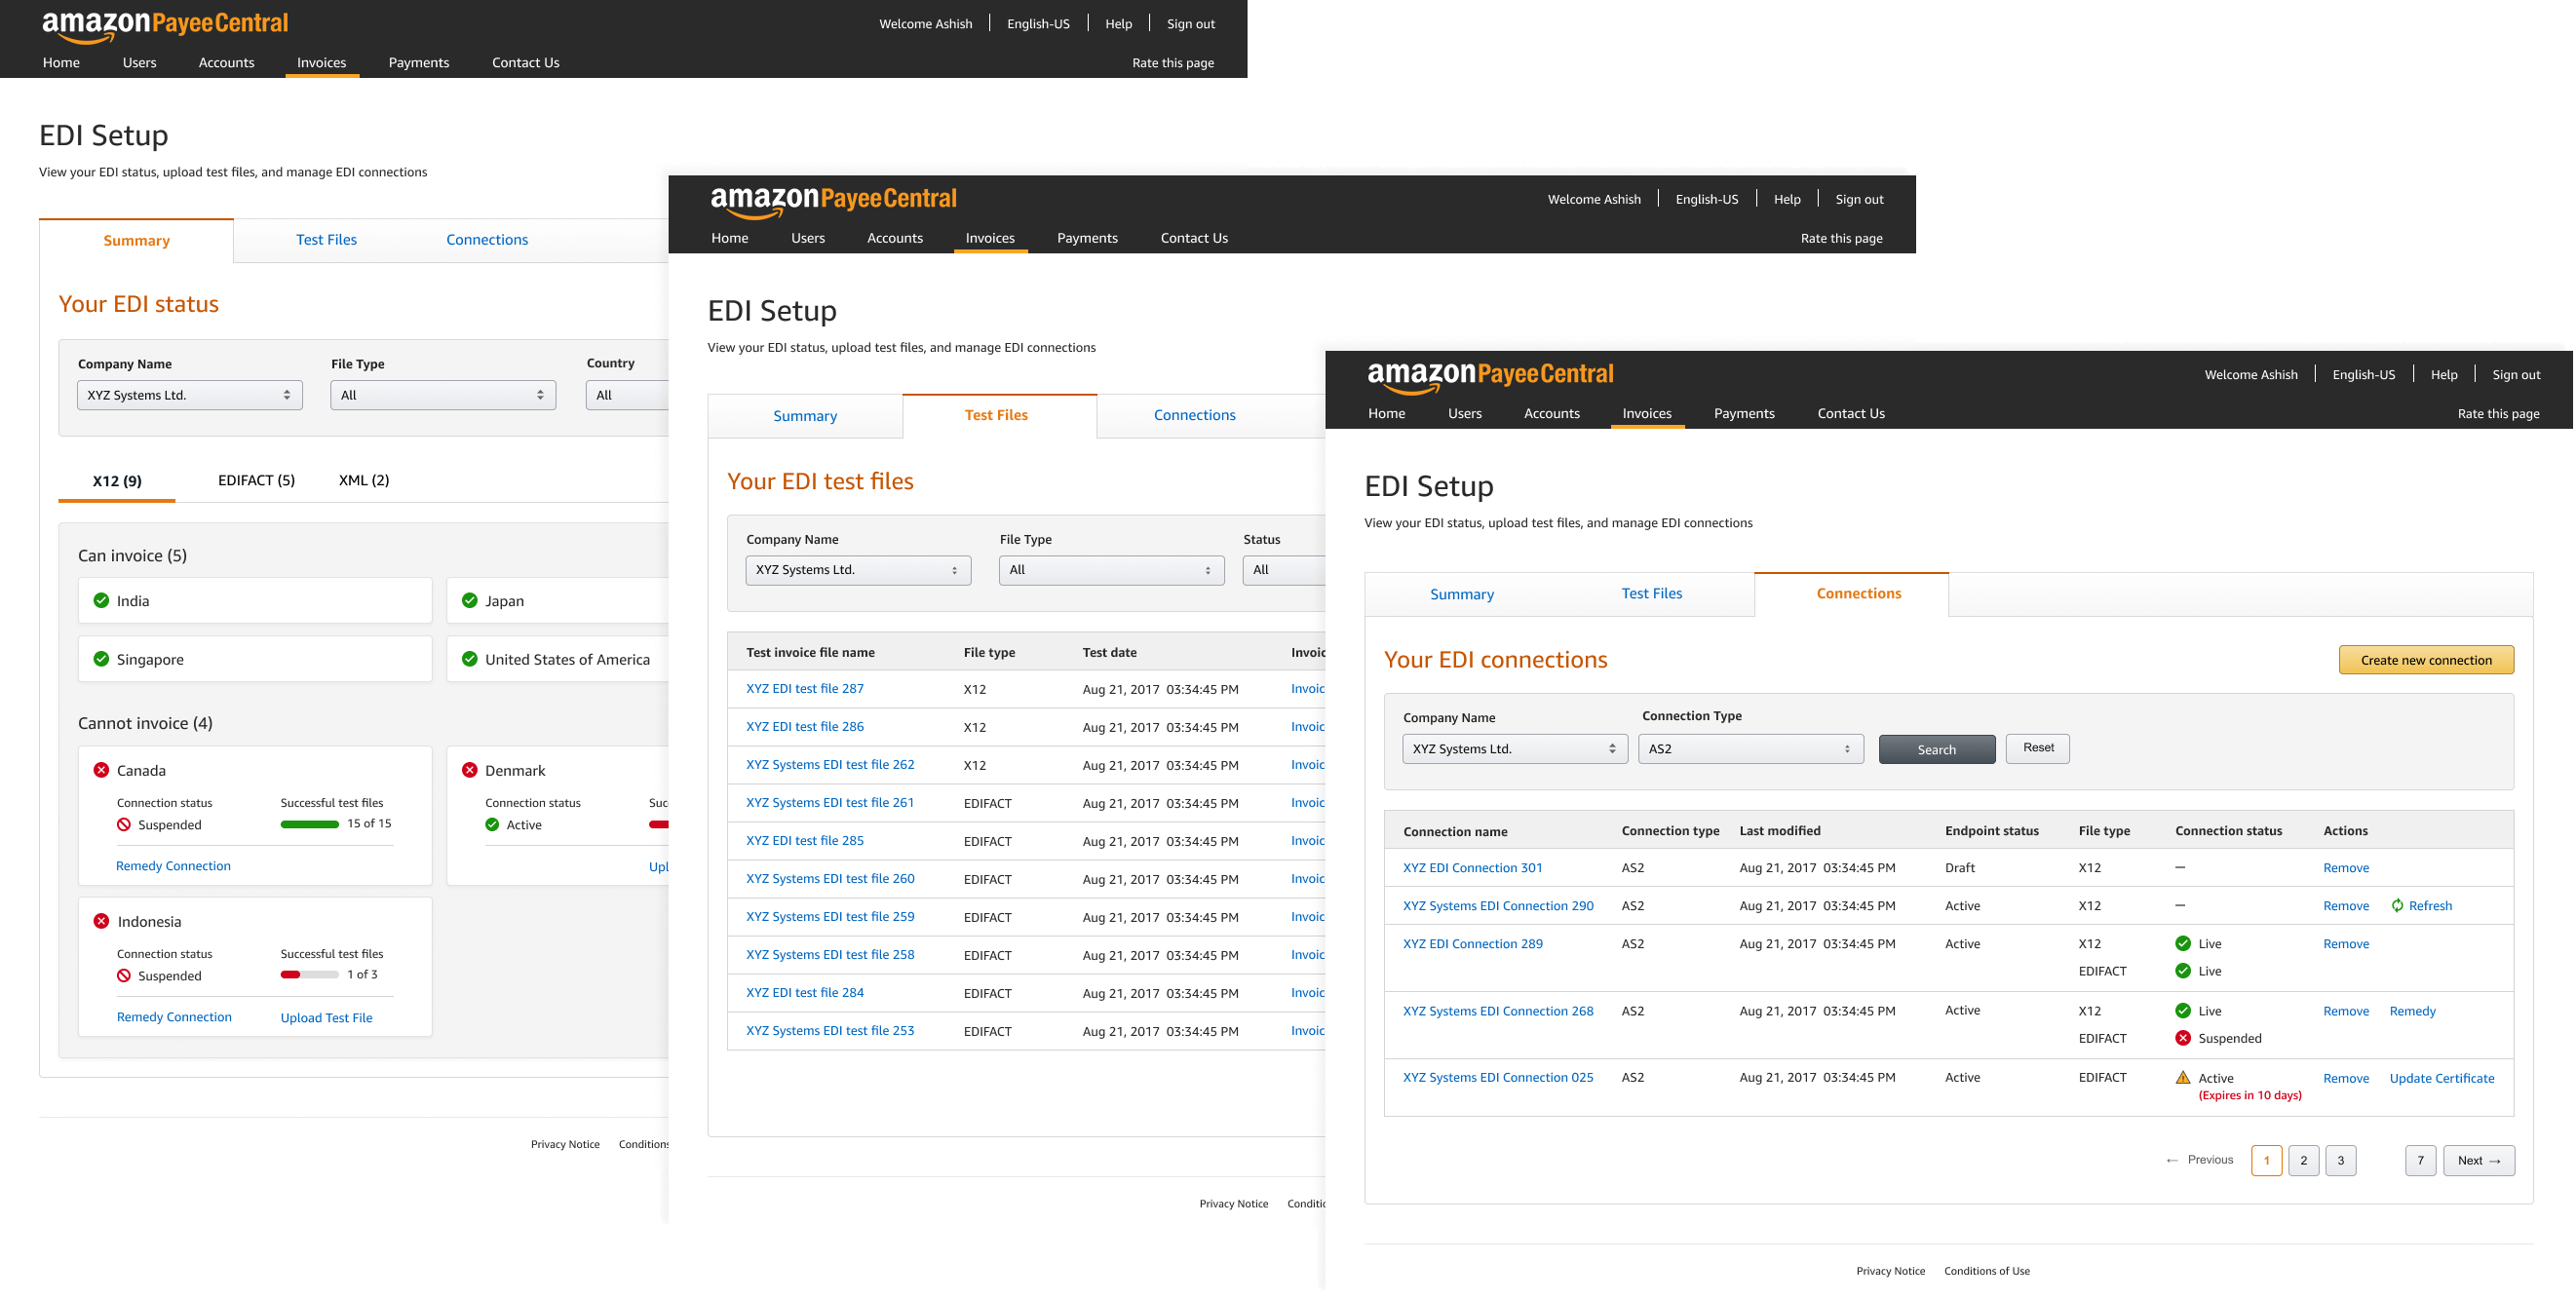 amazonPayeeCentral
Welcome Ashish English-US Help Sign out
Home Users Accounts Invoices Payments Contact Us Rate this page
EDI Setup
View your EDI status, upload test files, and manage EDI connections
Summary Test Files Connections
Your EDI status
Company Name File Type Country
XYZ Systems Ltd. All All
X12 (9) EDIFACT (5) XML (2)
Can invoice (5)
India Japan
Singapore United States of America
Cannot invoice (4)
Canada Denmark
Connection status Successful test files Connection status
Suspended 15 of 15 Active
Remedy Connection
Indonesia
Connection status Successful test files
Suspended 1 of 3
Remedy Connection Upload Test File
Privacy Notice Conditions
amazonPayeeCentral
Welcome Ashish English-US Help Sign out
Home Users Accounts Invoices Payments Contact Us Rate this page
EDI Setup
View your EDI status, upload test files, and manage EDI connections
Summary Test Files Connections
Your EDI test files
Company Name File Type Status
XYZ Systems Ltd. All All
Test invoice file name File type Test date Invoic
XYZ EDI test file 287 X12 Aug 21, 2017 03:34:45 PM Invoic
XYZ EDI test file 286 X12 Aug 21, 2017 03:34:45 PM Invoic
XYZ Systems EDI test file 262 X12 Aug 21, 2017 03:34:45 PM Invoic
XYZ Systems EDI test file 261 EDIFACT Aug 21, 2017 03:34:45 PM Invoic
XYZ EDI test file 285 EDIFACT Aug 21, 2017 03:34:45 PM Invoic
XYZ Systems EDI test file 260 EDIFACT Aug 21, 2017 03:34:45 PM Invoic
XYZ Systems EDI test file 259 EDIFACT Aug 21, 2017 03:34:45 PM Invoic
XYZ Systems EDI test file 258 EDIFACT Aug 21, 2017 03:34:45 PM Invoic
XYZ EDI test file 284 EDIFACT Aug 21, 2017 03:34:45 PM Invoic
XYZ Systems EDI test file 253 EDIFACT Aug 21, 2017 03:34:45 PM Invoic
Privacy Notice
amazonPayeeCentral
Welcome Ashish English-US Help Sign out
Home Users Accounts Invoices Payments Contact Us Rate this page
EDI Setup
View your EDI status, upload test files, and manage EDI connections
Summary Test Files Connections
Your EDI connections Create new connection
Company Name Connection Type
XYZ Systems Ltd. AS2 Search Reset
Connection name Connection type Last modified Endpoint status File type Connection status Actions
XYZ EDI Connection 301 AS2 Aug 21, 2017 03:34:45 PM Draft X12 — Remove
XYZ Systems EDI Connection 290 AS2 Aug 21, 2017 03:34:45 PM Active X12 — Remove Refresh
XYZ EDI Connection 289 AS2 Aug 21, 2017 03:34:45 PM Active X12 Live Remove
EDIFACT Live
XYZ Systems EDI Connection 268 AS2 Aug 21, 2017 03:34:45 PM Active X12 Live Remove Remedy
EDIFACT Suspended
XYZ Systems EDI Connection 025 AS2 Aug 21, 2017 03:34:45 PM Active EDIFACT Active Remove Update Certificate
(Expires in 10 days)
← Previous 1 2 3 7 Next →
Privacy Notice Conditions of Use